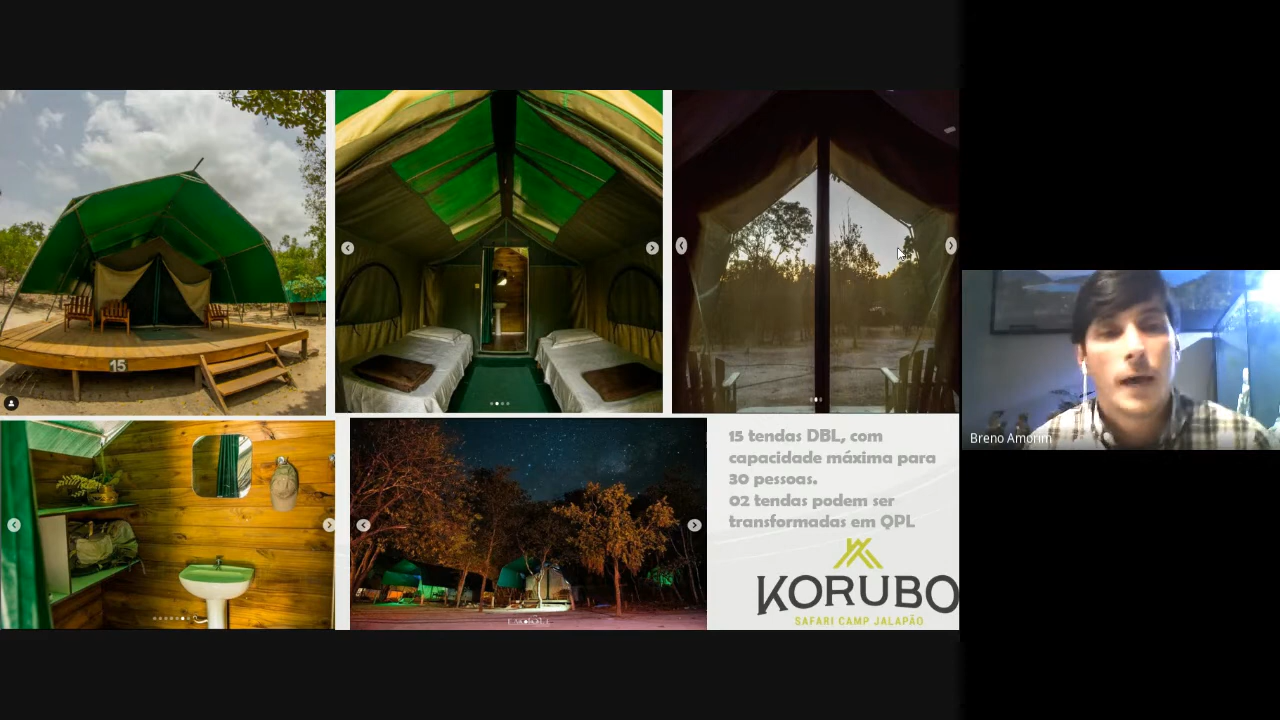 15
15 tendas DBL, com
capacidade máxima para
30 pessoas.
02 tendas podem ser
transformadas em QPL
KORUBO
SAFARI CAMP JALAPÃO
Breno Amorim